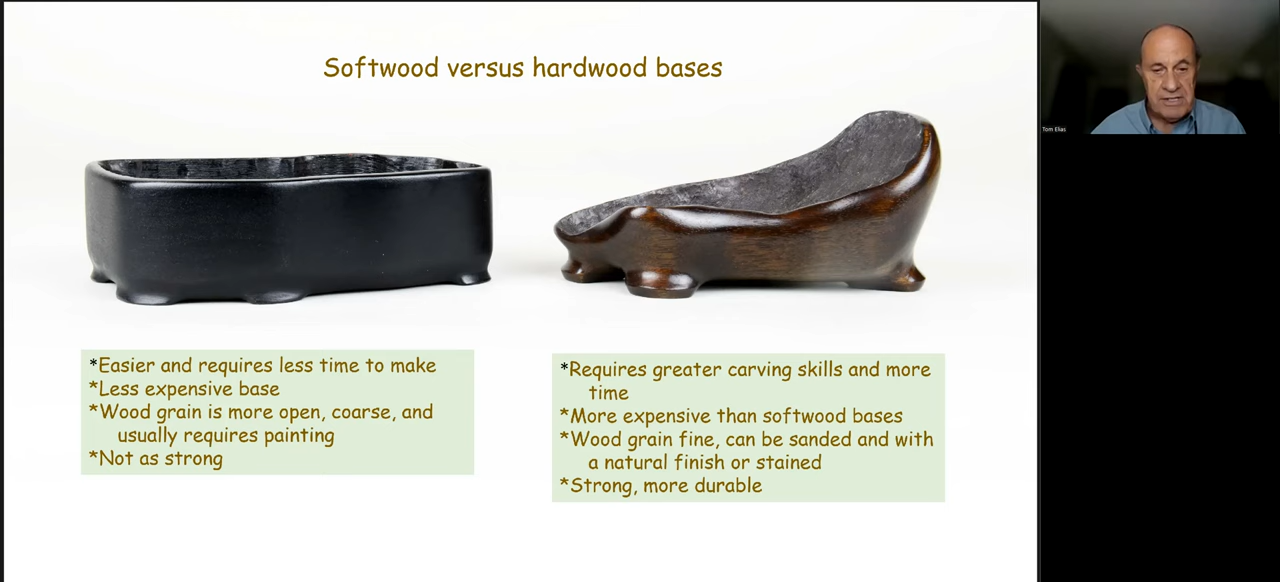 Softwood versus hardwood bases
*Easier and requires less time to make
*Less expensive base
*Wood grain is more open, coarse, and
usually requires painting
*Not as strong
*Requires greater carving skills and more
time
*More expensive than softwood bases
*Wood grain fine, can be sanded and with
a natural finish or stained
*Strong, more durable
Tom Elias